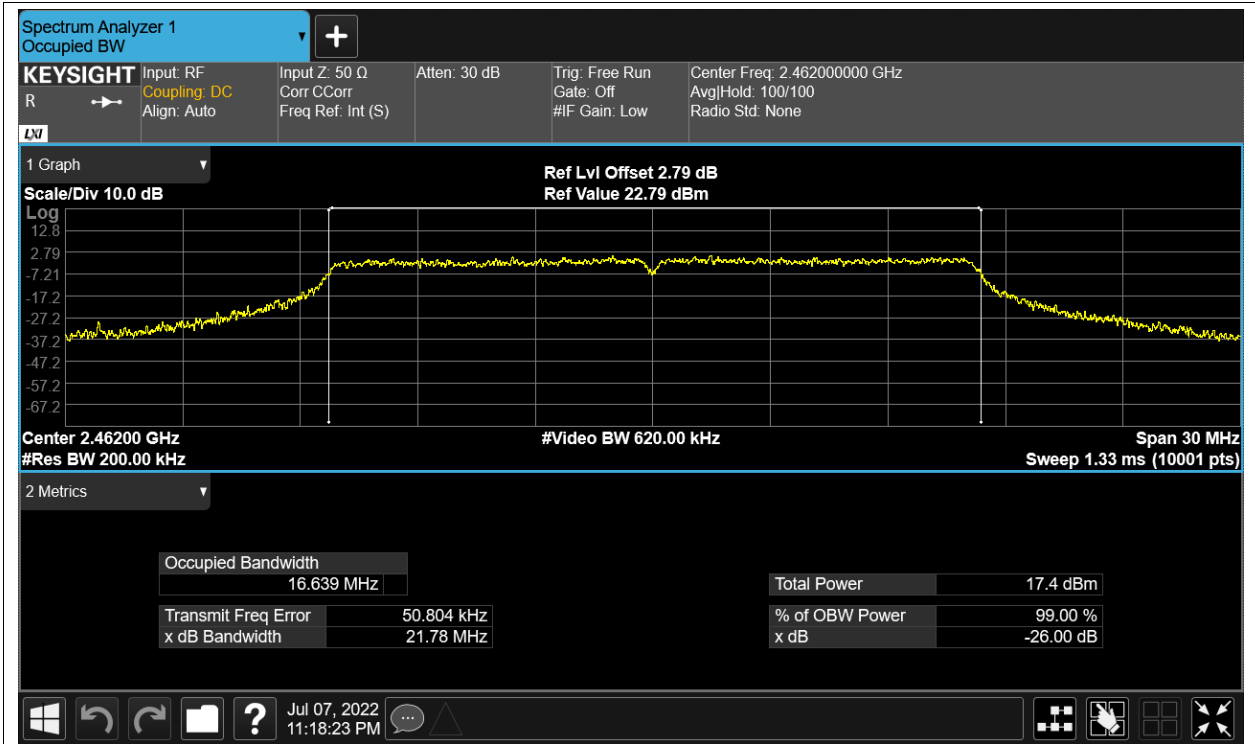 Spectrum Analyzer 1
Occupied BW
KEYSIGHT
R
LXI
Input: RF
Coupling: DC
Align: Auto
Input Z: 50 Ω
Corr CCorr
Freq Ref: Int (S)
Atten: 30 dB
Trig: Free Run
Gate: Off
#IF Gain: Low
Center Freq: 2.462000000 GHz
Avg|Hold: 100/100
Radio Std: None
1 Graph
Ref Lvl Offset 2.79 dB
Scale/Div 10.0 dB
Ref Value 22.79 dBm
Log
12.8
2.79
-7.21
-17.2
-27.2
-37.2
-47.2
-57.2
-67.2
Center 2.46200 GHz
#Video BW 620.00 kHz
Span 30 MHz
#Res BW 200.00 kHz
Sweep 1.33 ms (10001 pts)
2 Metrics
Occupied Bandwidth
16.639 MHz
Transmit Freq Error 50.804 kHz
x dB Bandwidth 21.78 MHz
Total Power 17.4 dBm
% of OBW Power 99.00 %
x dB -26.00 dB
?
Jul 07, 2022
11:18:23 PM